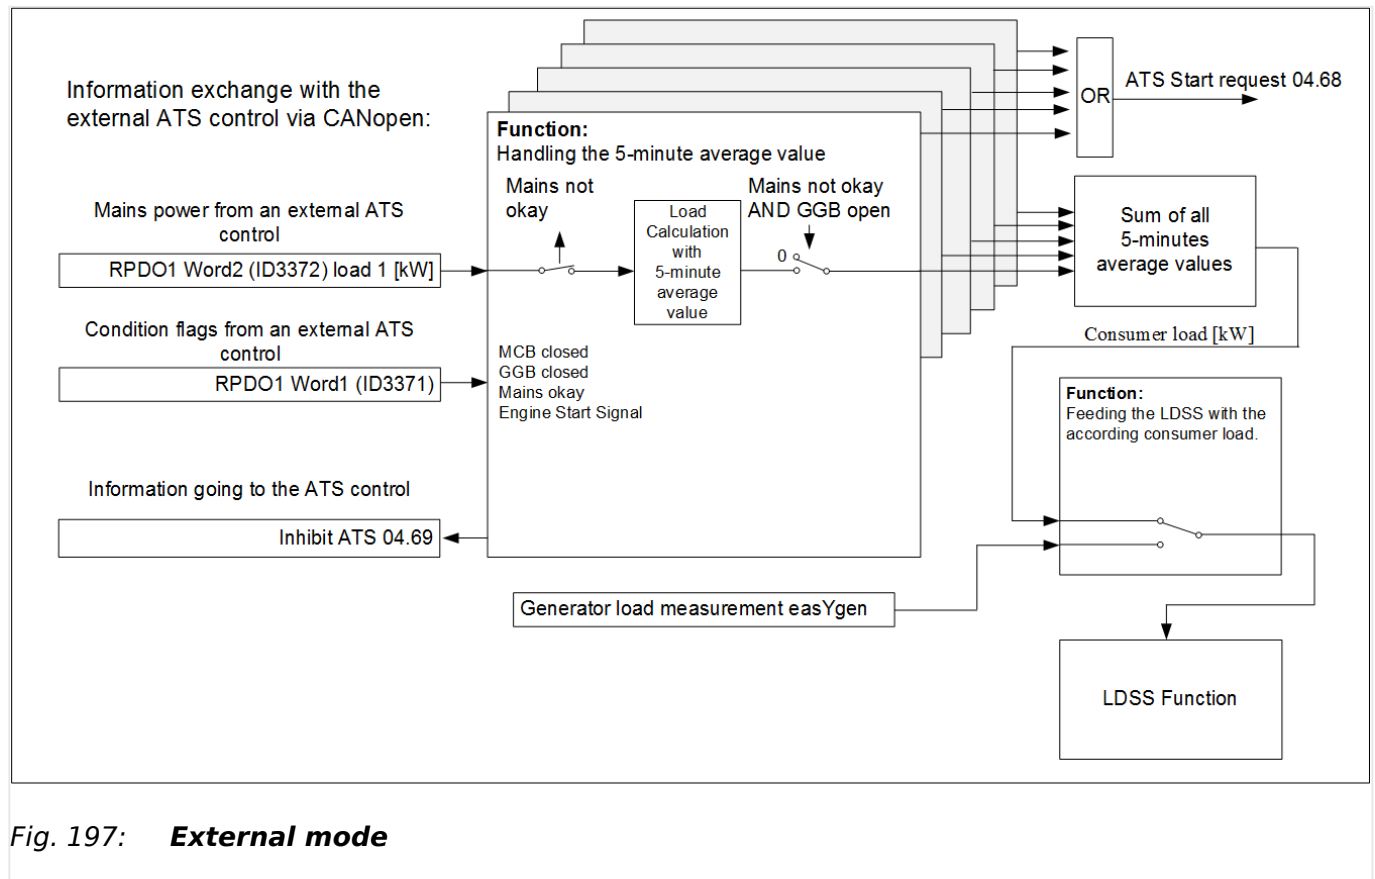 Information exchange with the
external ATS control via CANopen:
Mains power from an external ATS
control
RPDO1 Word2 (ID3372) load 1 [kW]
Condition flags from an external ATS
control
RPDO1 Word1 (ID3371)
Information going to the ATS control
Inhibit ATS 04.69
Function:
Handling the 5-minute average value
Mains not
okay
Load
Calculation
with
5-minute
average
value
Mains not okay
AND GGB open
0
MCB closed
GGB closed
Mains okay
Engine Start Signal
OR
ATS Start request 04.68
Sum of all
5-minutes
average values
Consumer load [kW]
Function:
Feeding the LDSS with the
according consumer load.
Generator load measurement easYgen
LDSS Function
Fig. 197: External mode